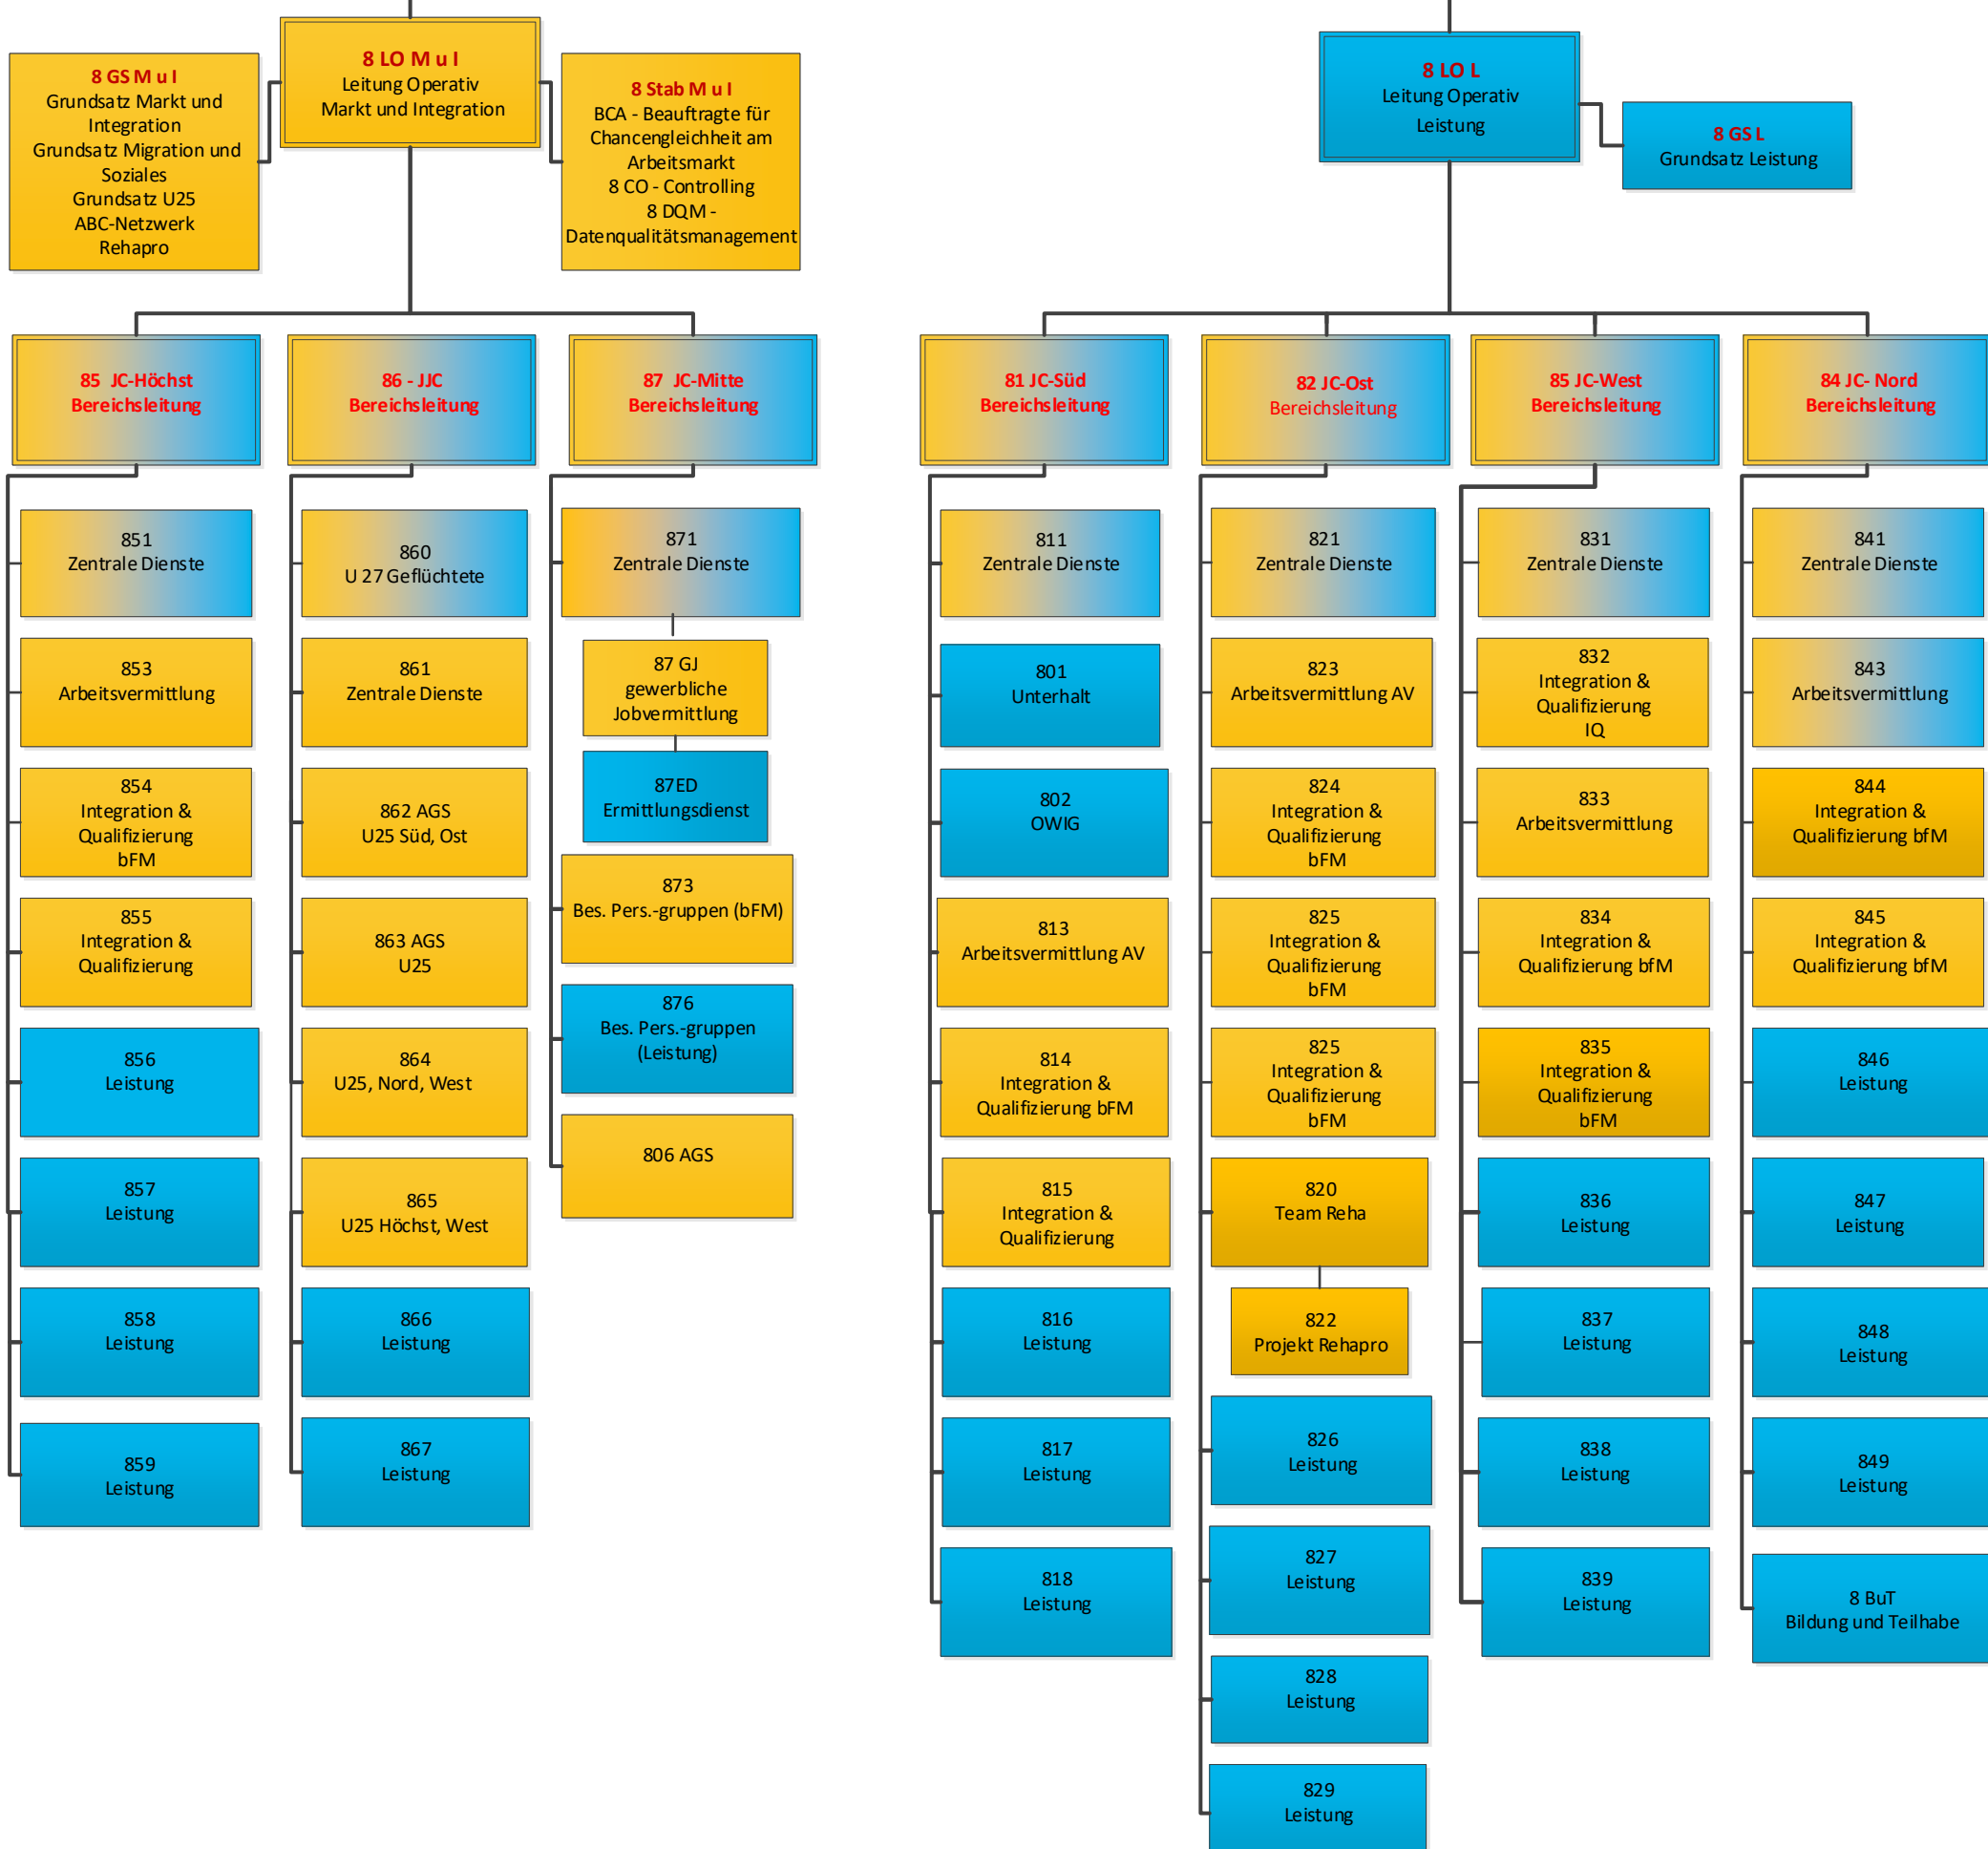 8 GS M u I
Grundsatz Markt und
Integration
Grundsatz Migration und
Soziales
Grundsatz U25
ABC-Netzwerk
Rehapro
8 LO M u I
Leitung Operativ
Markt und Integration
8 Stab M u I
BCA - Beauftragte für
Chancengleichheit am
Arbeitsmarkt
8 CO - Controlling
8 DQM -
Datenqualitätsmanagement
8 LO L
Leitung Operativ
Leistung
8 GS L
Grundsatz Leistung
85 JC-Höchst
Bereichsleitung
851
Zentrale Dienste
853
Arbeitsvermittlung
854
Integration &
Qualifizierung
bFM
855
Integration &
Qualifizierung
856
Leistung
857
Leistung
858
Leistung
859
Leistung
86 - JJC
Bereichsleitung
860
U 27 Geflüchtete
861
Zentrale Dienste
862 AGS
U25 Süd, Ost
863 AGS
U25
864
U25, Nord, West
865
U25 Höchst, West
866
Leistung
867
Leistung
87 JC-Mitte
Bereichsleitung
871
Zentrale Dienste
87 GJ
gewerbliche
Jobvermittlung
87ED
Ermittlungsdienst
873
Bes. Pers.-gruppen (bFM)
876
Bes. Pers.-gruppen
(Leistung)
806 AGS
81 JC-Süd
Bereichsleitung
811
Zentrale Dienste
801
Unterhalt
802
OWIG
813
Arbeitsvermittlung AV
814
Integration &
Qualifizierung bFM
815
Integration &
Qualifizierung
816
Leistung
817
Leistung
818
Leistung
82 JC-Ost
Bereichsleitung
821
Zentrale Dienste
823
Arbeitsvermittlung AV
824
Integration &
Qualifizierung
bFM
825
Integration &
Qualifizierung
bFM
825
Integration &
Qualifizierung
bFM
820
Team Reha
822
Projekt Rehapro
826
Leistung
827
Leistung
828
Leistung
829
Leistung
85 JC-West
Bereichsleitung
831
Zentrale Dienste
832
Integration &
Qualifizierung
IQ
833
Arbeitsvermittlung
834
Integration &
Qualifizierung bfM
835
Integration &
Qualifizierung
bFM
836
Leistung
837
Leistung
838
Leistung
839
Leistung
84 JC- Nord
Bereichsleitung
841
Zentrale Dienste
843
Arbeitsvermittlung
844
Integration &
Qualifizierung bfM
845
Integration &
Qualifizierung bfM
846
Leistung
847
Leistung
848
Leistung
849
Leistung
8 BuT
Bildung und Teilhabe